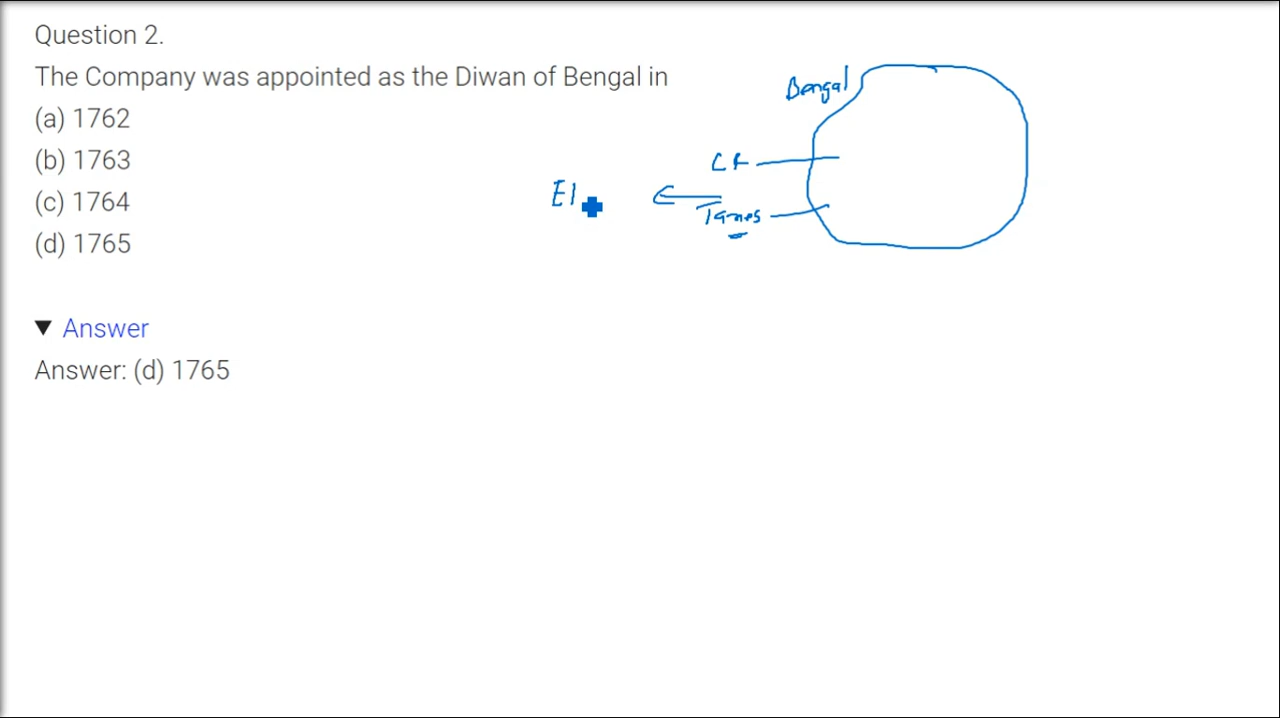 Question 2.
The Company was appointed as the Diwan of Bengal in
(a) 1762
(b) 1763
(c) 1764
(d) 1765
▼ Answer
Answer: (d) 1765
Bengal
EI